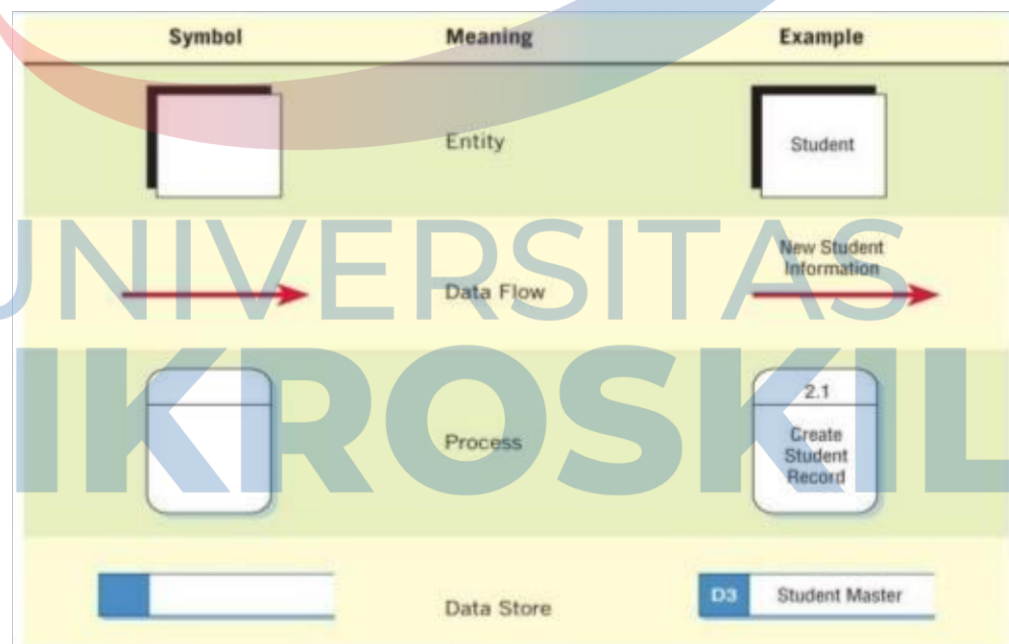 Symbol Meaning Example
Entity
Student
New Student
Information
Data Flow
2.1
Create
Student
Record
Process
D3 Student Master
Data Store
UNIVERSITAS
IKROSKIL